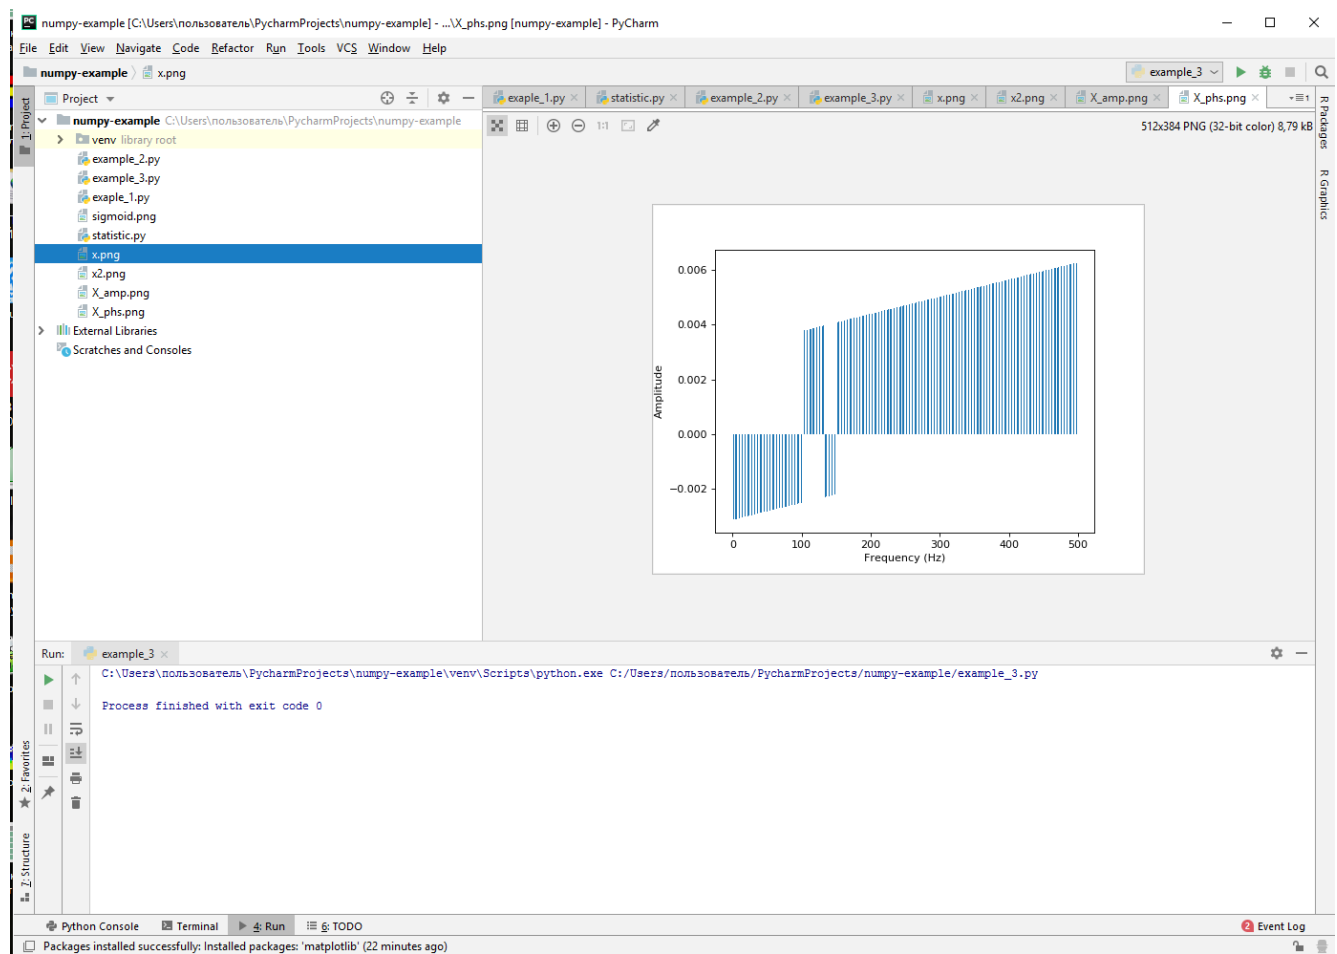 numpy-example [C:\Users\пользователь\PycharmProjects\numpy-example] - ...\X_phs.png [numpy-example] - PyCharm
File Edit View Navigate Code Refactor Run Tools VCS Window Help
numpy-example x.png
example_3
1: Project
Project
exaple_1.py statistic.py example_2.py example_3.py x.png x2.png X_amp.png X_phs.png
numpy-example C:\Users\пользователь\PycharmProjects\numpy-example
venv library root
example_2.py
example_3.py
exaple_1.py
sigmoid.png
statistic.py
x.png
x2.png
X_amp.png
X_phs.png
External Libraries
Scratches and Consoles
1:1
512x384 PNG (32-bit color) 8,79 kB
R Packages
R Graphics
0.006
0.004
0.002
0.000
−0.002
Amplitude
0 100 200 300 400 500
Frequency (Hz)
Run: example_3
C:\Users\пользователь\PycharmProjects\numpy-example\venv\Scripts\python.exe C:/Users/пользователь/PycharmProjects/numpy-example/example_3.py
Process finished with exit code 0
2: Favorites
7: Structure
Python Console Terminal 4: Run 6: TODO
2 Event Log
Packages installed successfully: Installed packages: 'matplotlib' (22 minutes ago)